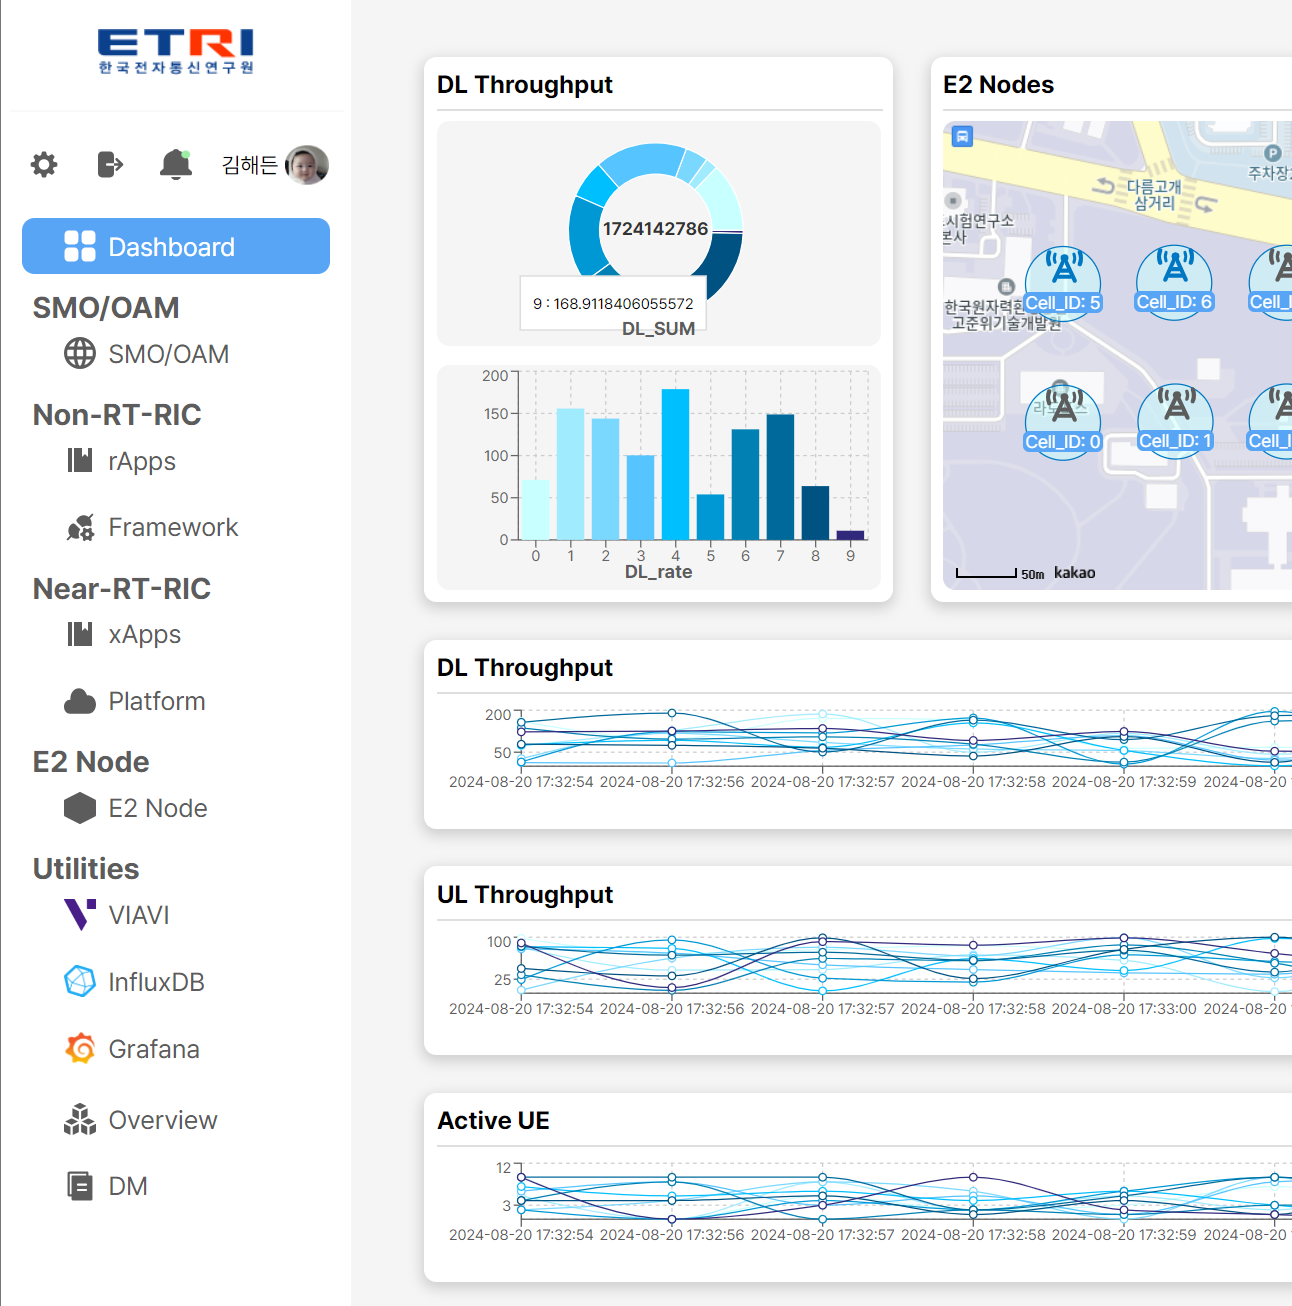 ETRI
한국전자통신연구원
김해든
Dashboard
SMO/OAM
SMO/OAM
Non-RT-RIC
rApps
Framework
Near-RT-RIC
xApps
Platform
E2 Node
E2 Node
Utilities
VIAVI
InfluxDB
Grafana
Overview
DM
DL Throughput
1724142786
9 : 168.9118406055572
DL_SUM
200
150
100
50
0
0 1 2 3 4 5 6 7 8 9
DL_rate
E2 Nodes
P
주차장2
다름고개
삼거리
시험연구소
본사
Cell_ID: 5
Cell_ID: 6
Cell_I
한국원자력환
고준위기술개발원
Cell_ID: 0
Cell_ID: 1
Cell_I
50m kakao
DL Throughput
200
50
2024-08-20 17:32:54 2024-08-20 17:32:56 2024-08-20 17:32:57 2024-08-20 17:32:58 2024-08-20 17:32:59 2024-08-20
UL Throughput
100
25
2024-08-20 17:32:54 2024-08-20 17:32:56 2024-08-20 17:32:57 2024-08-20 17:32:58 2024-08-20 17:33:00 2024-08-20
Active UE
12
3
2024-08-20 17:32:54 2024-08-20 17:32:56 2024-08-20 17:32:57 2024-08-20 17:32:58 2024-08-20 17:32:59 2024-08-20